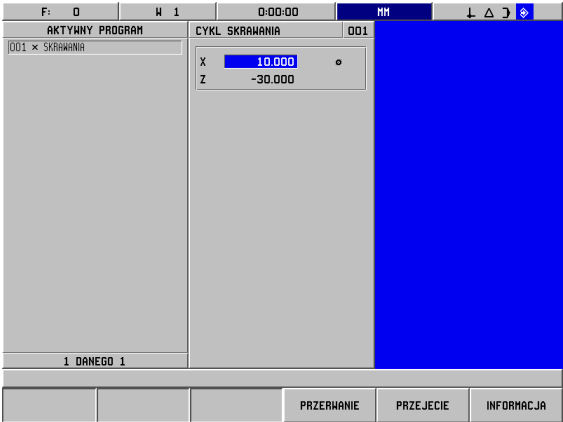 F: 0 W 1 0:00:00 MM
AKTYWNY PROGRAM
001 × SKRAWANIA
1 DANEGO 1
CYKL SKRAWANIA 001
X 10.000 ø
Z -30.000
PRZERWANIE PRZEJECIE INFORMACJA